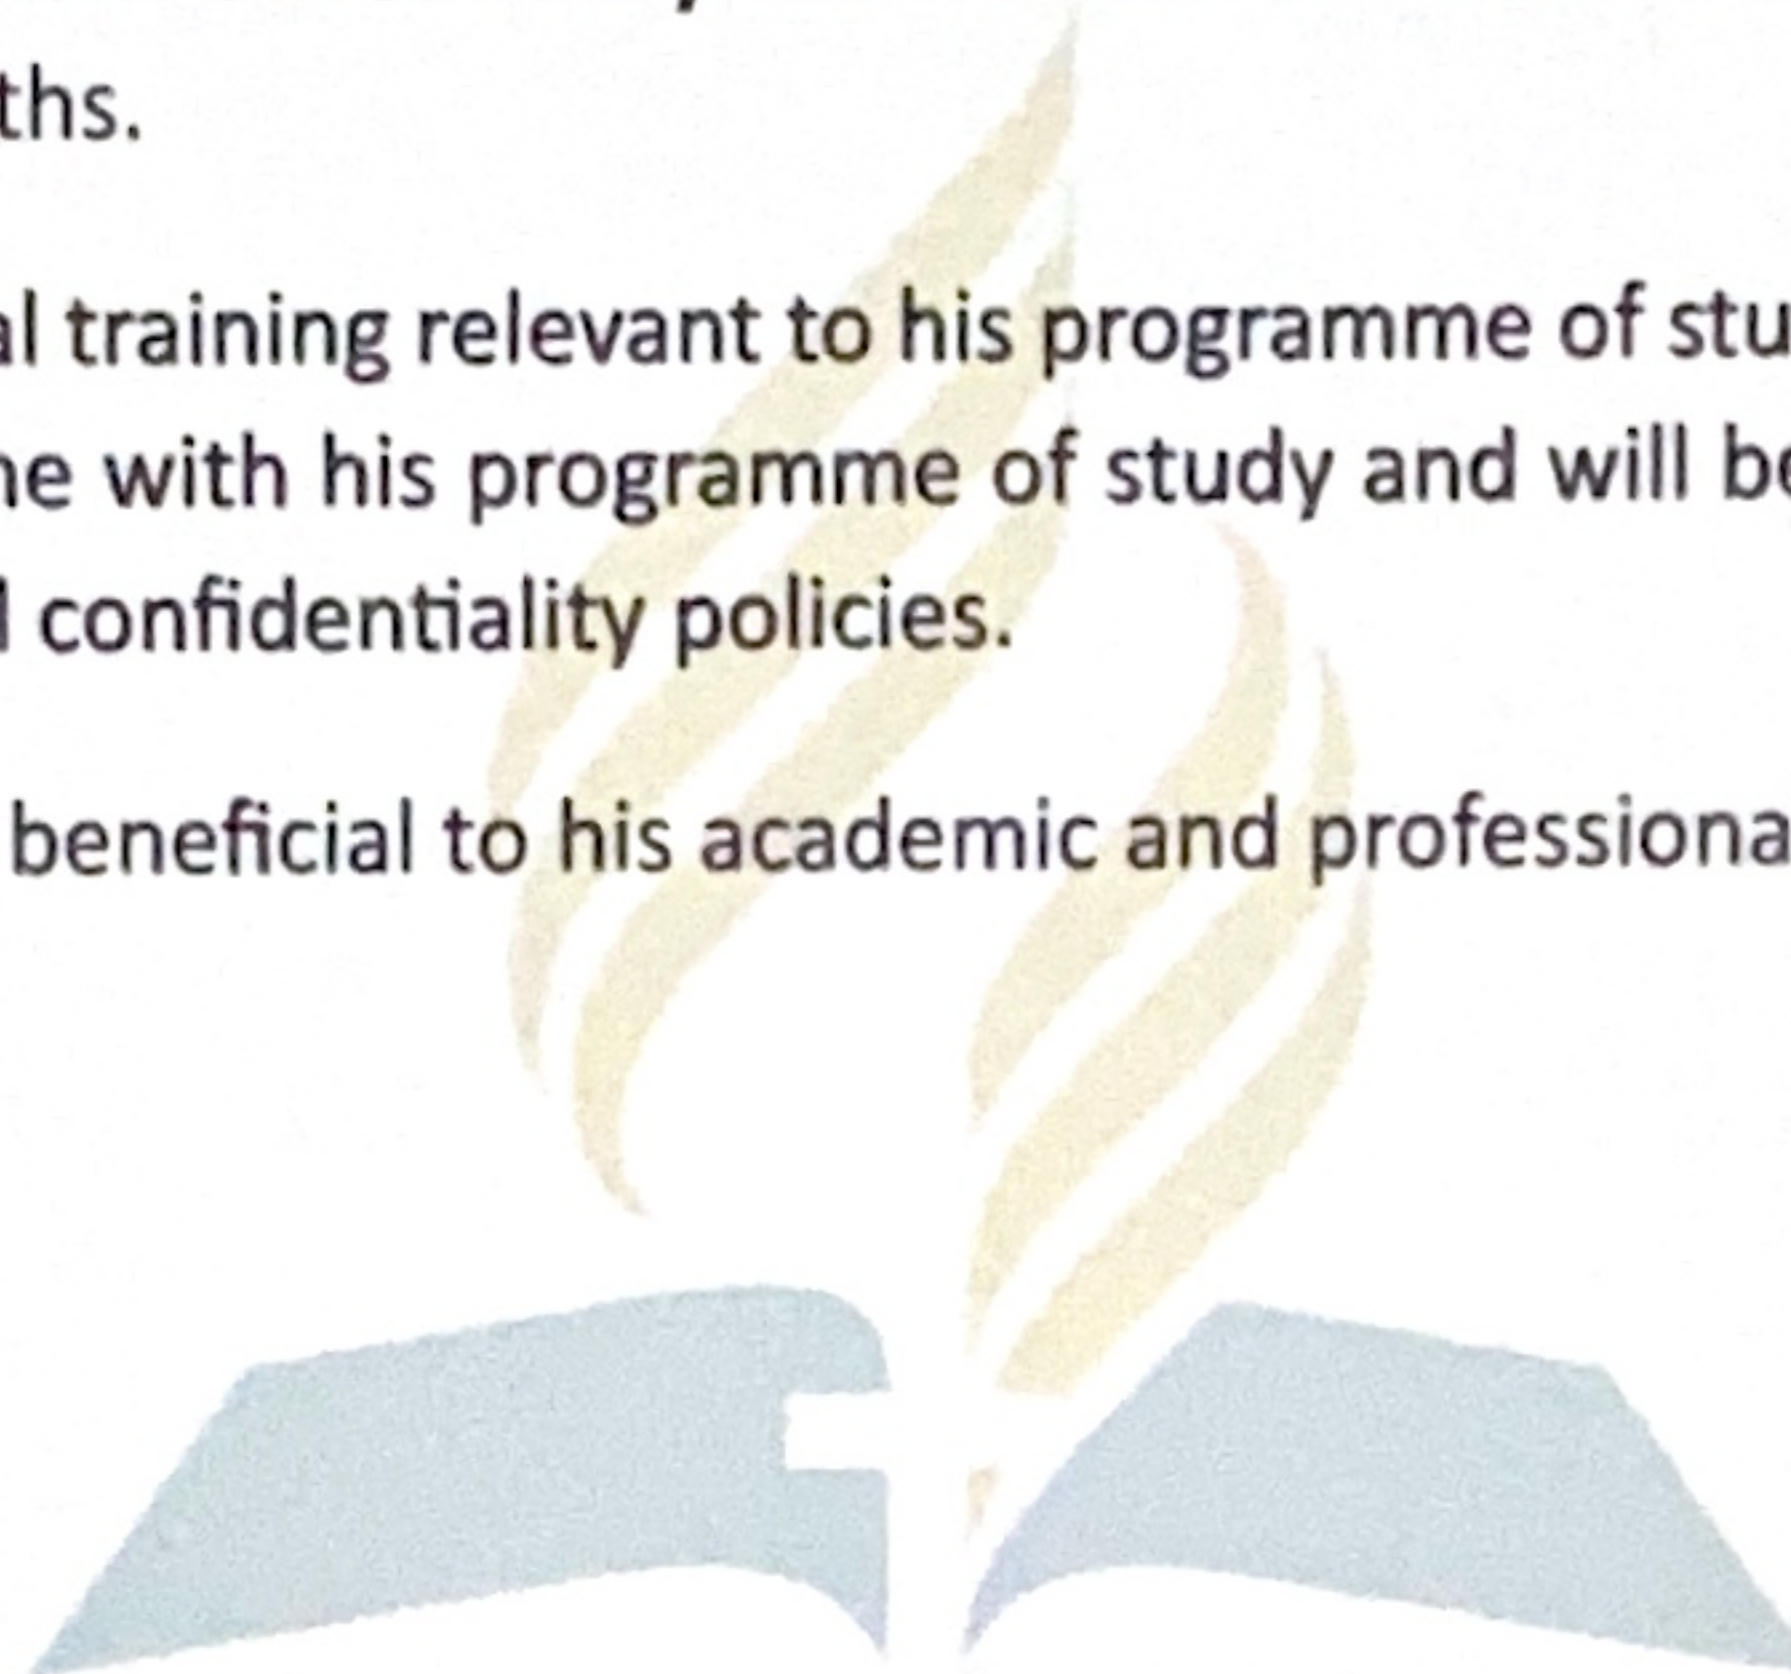 ths.
al training relevant to his programme of stu
ne with his programme of study and will be
confidentiality policies.
beneficial to his academic and professiona